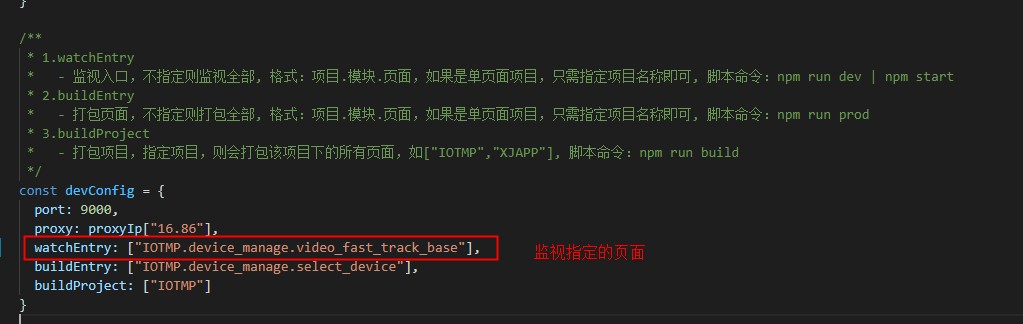 }
/**
* 1.watchEntry
*   - 监视入口，不指定则监视全部, 格式：项目.模块.页面，如果是单页面项目，只需指定项目名称即可, 脚本命令：npm run dev | npm start
* 2.buildEntry
*   - 打包页面，不指定则打包全部, 格式：项目.模块.页面，如果是单页面项目，只需指定项目名称即可, 脚本命令：npm run prod
* 3.buildProject
*   - 打包项目，指定项目，则会打包该项目下的所有页面，如["IOTMP","XJAPP"], 脚本命令：npm run build
*/
const devConfig = {
port: 9000,
proxy: proxyIp["16.86"],
watchEntry: ["IOTMP.device_manage.video_fast_track_base"], 监视指定的页面
buildEntry: ["IOTMP.device_manage.select_device"],
buildProject: ["IOTMP"]
}